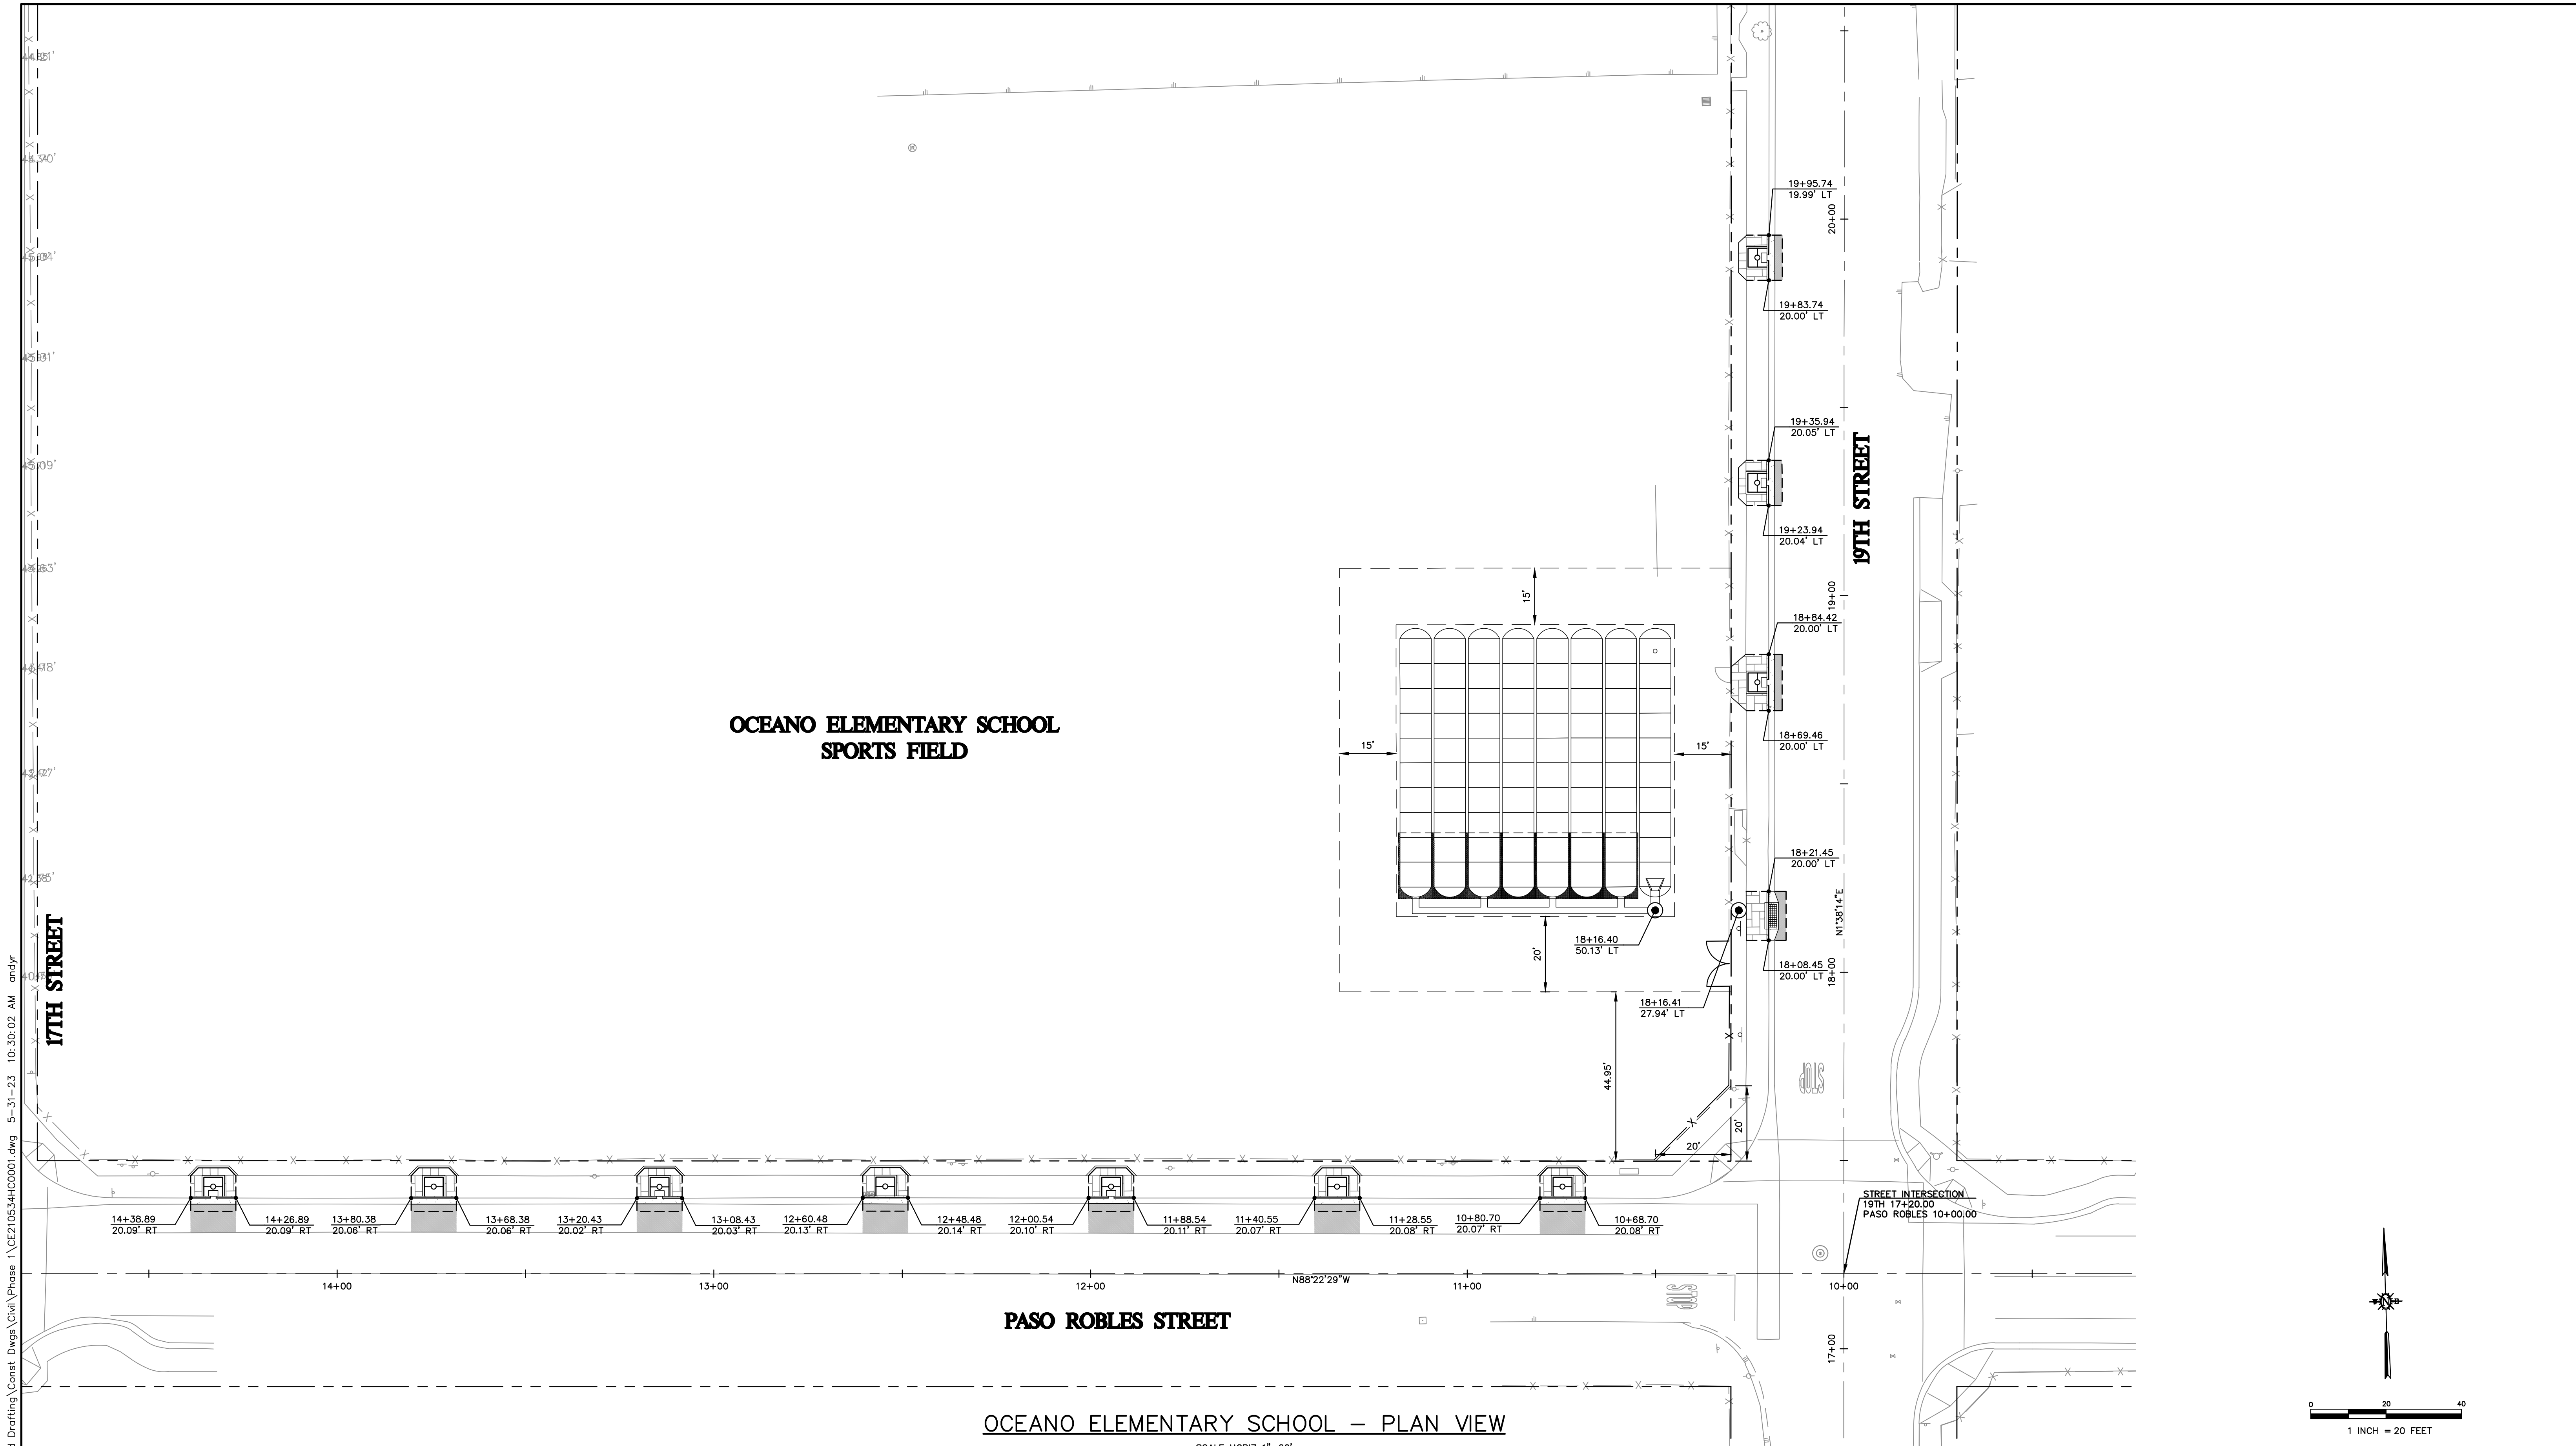 19+95.74
19.99' LT
20+00
19+83.74
20.00' LT
19+35.94
20.05' LT
19TH STREET
19+23.94
20.04' LT
19+00
15'
18+84.42
20.00' LT
OCEANO ELEMENTARY SCHOOL
SPORTS FIELD
15'
15'
18+69.46
20.00' LT
18+21.45
20.00' LT
N1°38'14"E
17TH STREET
18+16.40
50.13' LT
20'
18+08.45
20.00' LT
18+00
18+16.41
27.94' LT
44.95'
STOP
20'
20'
STREET INTERSECTION
19TH 17+20.00
PASO ROBLES 10+00.00
14+38.89
20.09' RT
14+26.89
20.09' RT
13+80.38
20.06' RT
13+68.38
20.06' RT
13+20.43
20.02' RT
13+08.43
20.03' RT
12+60.48
20.13' RT
12+48.48
20.14' RT
12+00.54
20.10' RT
11+88.54
20.11' RT
11+40.55
20.07' RT
11+28.55
20.08' RT
10+80.70
20.07' RT
10+68.70
20.08' RT
14+00
13+00
12+00
N88°22'29"W
11+00
10+00
STOP
PASO ROBLES STREET
17+00
N
OCEANO ELEMENTARY SCHOOL – PLAN VIEW
0 20 40
1 INCH = 20 FEET
Drafting\Const Dwgs\Civil\Phase 1\CE210534HC0001.dwg 5-31-23 10:30:02 AM andyr